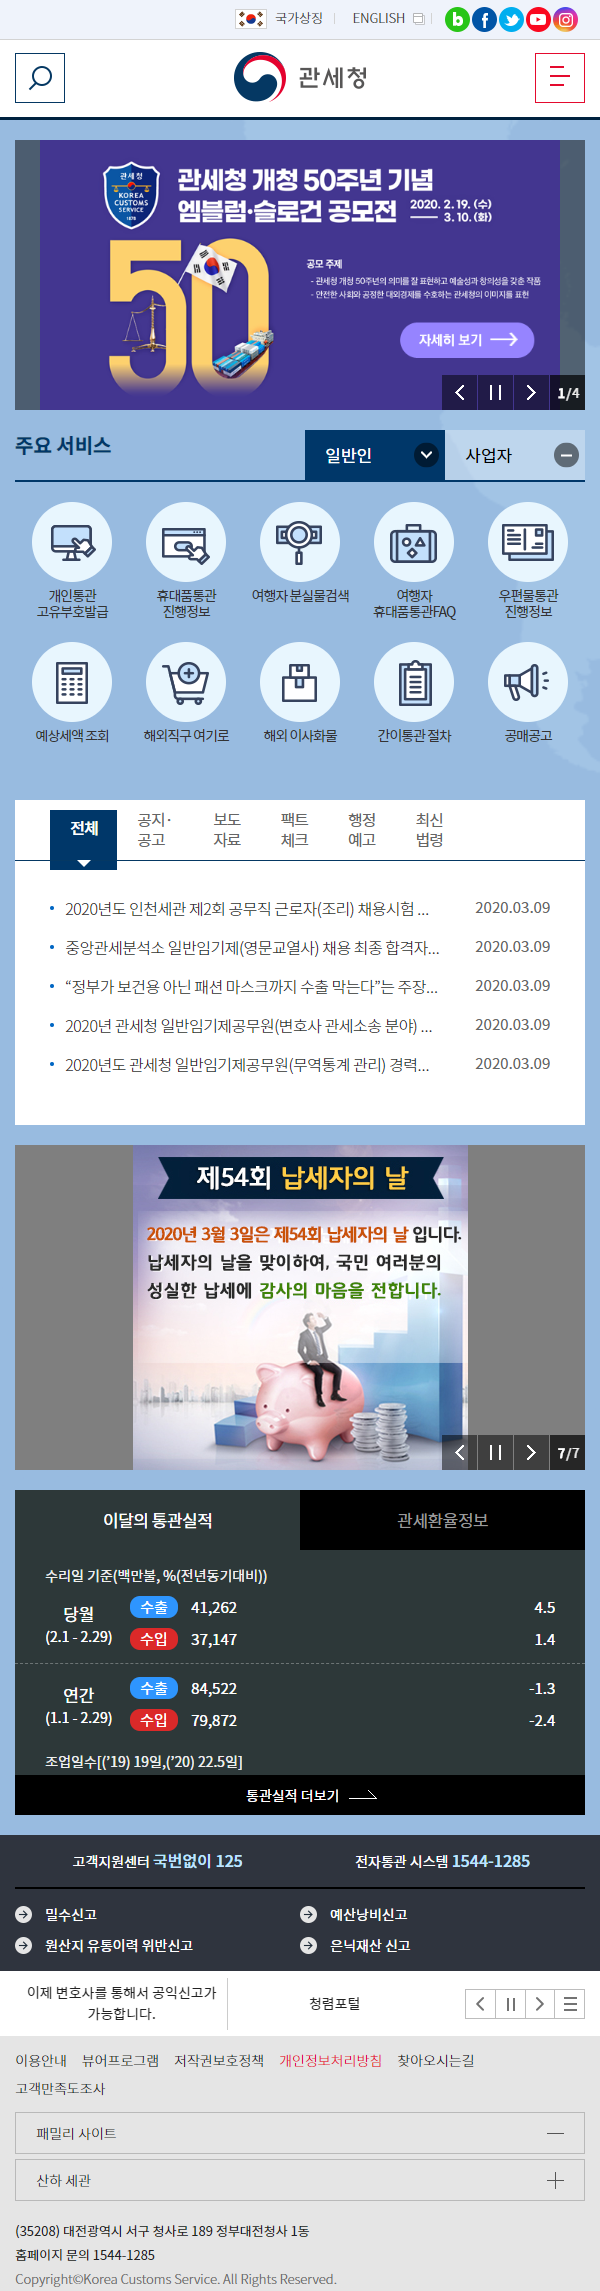 국가상징
ENGLISH
관세청
관세청
KOREA
CUSTOMS
SERVICE
1878
관세청 개청 50주년 기념
엠블럼·슬로건 공모전
2020. 2.19. (수)
3.10. (화)
50
공모 주제
- 관세청 개청 50주년의 의미를 잘 표현하고 예술성과 창의성을 갖춘 작품
- 안전한 사회와 공정한 대외경제를 수호하는 관세청의 이미지를 표현
자세히 보기
1/4
주요 서비스
일반인
사업자
개인통관
고유부호발급
휴대품통관
진행정보
여행자 분실물검색
여행자
휴대품통관FAQ
우편물통관
진행정보
예상세액 조회
해외직구 여기로
해외 이사화물
간이통관 절차
공매공고
전체
공지·
공고
보도
자료
팩트
체크
행정
예고
최신
법령
2020년도 인천세관 제2회 공무직 근로자(조리) 채용시험 ... 2020.03.09
중앙관세분석소 일반임기제(영문교열사) 채용 최종 합격자... 2020.03.09
“정부가 보건용 아닌 패션 마스크까지 수출 막는다”는 주장... 2020.03.09
2020년 관세청 일반임기제공무원(변호사 관세소송 분야) ... 2020.03.09
2020년도 관세청 일반임기제공무원(무역통계 관리) 경력... 2020.03.09
제54회 납세자의 날
2020년 3월 3일은 제54회 납세자의 날 입니다.
납세자의 날을 맞이하여, 국민 여러분의
성실한 납세에 감사의 마음을 전합니다.
7/7
이달의 통관실적
관세환율정보
수리일 기준(백만불, %(전년동기대비))
당월
(2.1 - 2.29)
수출 41,262 4.5
수입 37,147 1.4
연간
(1.1 - 2.29)
수출 84,522 -1.3
수입 79,872 -2.4
조업일수[(’19) 19일,(’20) 22.5일]
통관실적 더보기
고객지원센터 국번없이 125
전자통관 시스템 1544-1285
밀수신고
예산낭비신고
원산지 유통이력 위반신고
은닉재산 신고
이제 변호사를 통해서 공익신고가
가능합니다.
청렴포털
이용안내 뷰어프로그램 저작권보호정책 개인정보처리방침 찾아오시는길
고객만족도조사
패밀리 사이트
산하 세관
(35208) 대전광역시 서구 청사로 189 정부대전청사 1동
홈페이지 문의 1544-1285
Copyright©Korea Customs Service. All Rights Reserved.